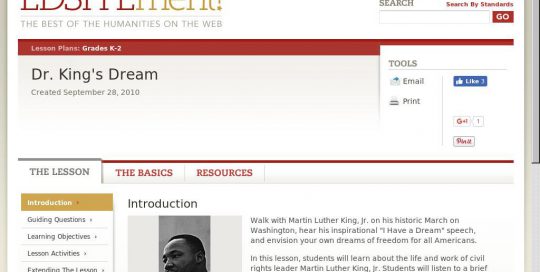 EDSITEment!
THE BEST OF THE HUMANITIES ON THE WEB
SEARCH
Search By Standards
GO
Lesson Plans: Grades K-2
Dr. King's Dream
Created September 28, 2010
TOOLS
Email
Like 3
Print
G+1 1
Pinit
THE LESSON
THE BASICS
RESOURCES
Introduction ›
Guiding Questions ›
Learning Objectives ›
Lesson Activities ›
Extending The Lesson ›
Introduction
Walk with Martin Luther King, Jr. on his historic March on
Washington, hear his inspirational "I Have a Dream" speech,
and envision your own dreams of freedom for all Americans.
In this lesson, students will learn about the life and work of civil
rights leader Martin Luther King, Jr. Students will listen to a brief